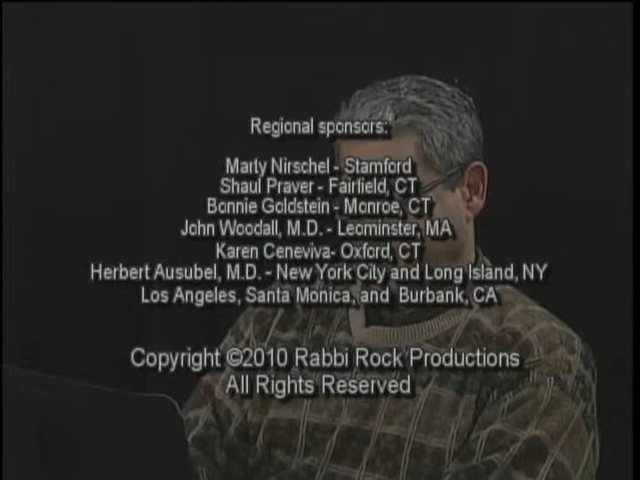 Regional sponsors:
Marty Nirschel - Stamford
Shaul Praver - Fairfield, CT
Bonnie Goldstein - Monroe, CT
John Woodall, M.D. - Leominster, MA
Karen Ceneviva- Oxford, CT
Herbert Ausubel, M.D. - New York City and Long Island, NY
Los Angeles, Santa Monica, and Burbank, CA
Copyright ©2010 Rabbi Rock Productions
All Rights Reserved